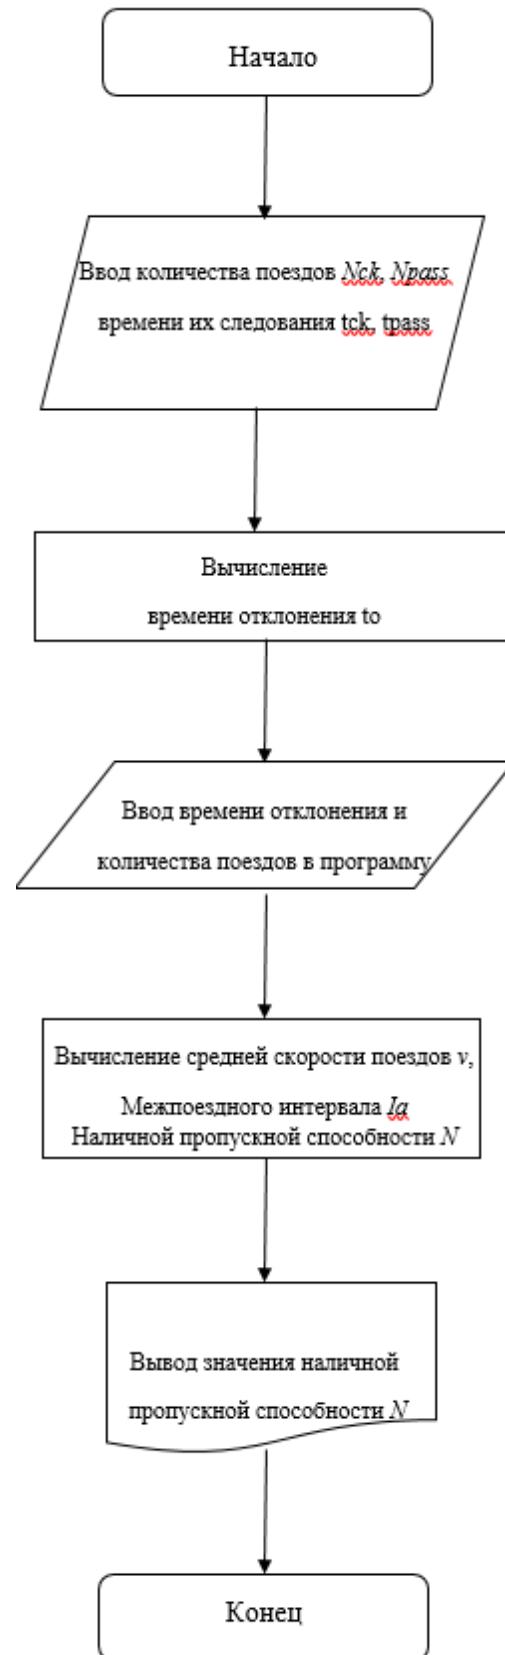 Начало
Ввод количества поездов Nck, Npass
времени их следования tck, tpass
Вычисление
времени отклонения to
Ввод времени отклонения и
количества поездов в программу
Вычисление средней скорости поездов v,
Межпоездного интервала Ia
Наличной пропускной способности N
Вывод значения наличной
пропускной способности N
Конец